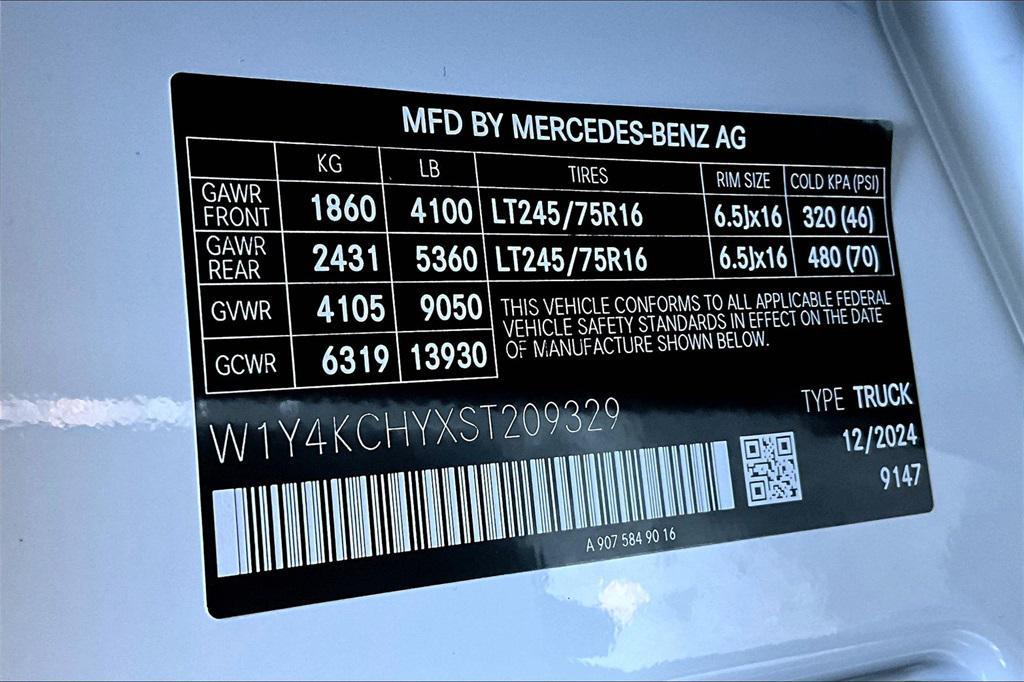 MFD BY MERCEDES-BENZ AG
KG LB TIRES RIM SIZE COLD KPA (PSI)
GAWR FRONT 1860 4100 LT245/75R16 6.5Jx16 320 (46)
GAWR REAR 2431 5360 LT245/75R16 6.5Jx16 480 (70)
GVWR 4105 9050
GCWR 6319 13930
THIS VEHICLE CONFORMS TO ALL APPLICABLE FEDERAL
VEHICLE SAFETY STANDARDS IN EFFECT ON THE DATE
OF MANUFACTURE SHOWN BELOW.
W1Y4KCHYXST209329
TYPE TRUCK
12/2024
9147
A 907 584 90 16